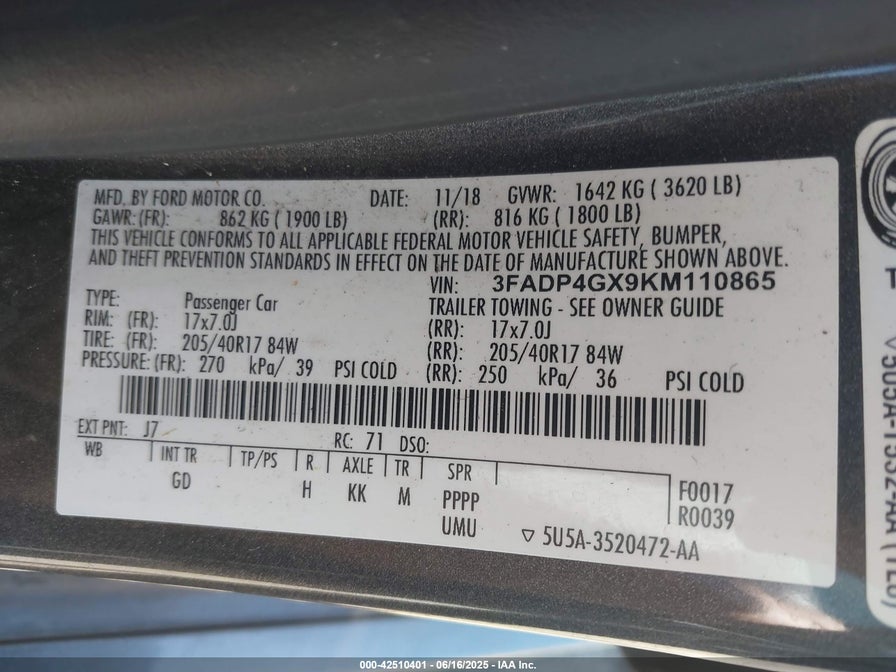 MFD. BY FORD MOTOR CO. DATE: 11/18 GVWR: 1642 KG ( 3620 LB)
GAWR: (FR): 862 KG ( 1900 LB) (RR): 816 KG ( 1800 LB)
THIS VEHICLE CONFORMS TO ALL APPLICABLE FEDERAL MOTOR VEHICLE SAFETY, BUMPER,
AND THEFT PREVENTION STANDARDS IN EFFECT ON THE DATE OF MANUFACTURE SHOWN ABOVE.
VIN: 3FADP4GX9KM110865
TYPE: Passenger Car TRAILER TOWING - SEE OWNER GUIDE
RIM: (FR): 17x7.0J (RR): 17x7.0J
TIRE: (FR): 205/40R17 84W (RR): 205/40R17 84W
PRESSURE: (FR): 270 kPa/ 39 PSI COLD (RR): 250 kPa/ 36 PSI COLD
EXT PNT: J7 RC: 71 DSO:
WB INT TR TP/PS R AXLE TR SPR
GD H KK M PPPP F0017
UMU R0039
▽ 5U5A-3520472-AA
000-42510401 - 06/16/2025 - IAA Inc.